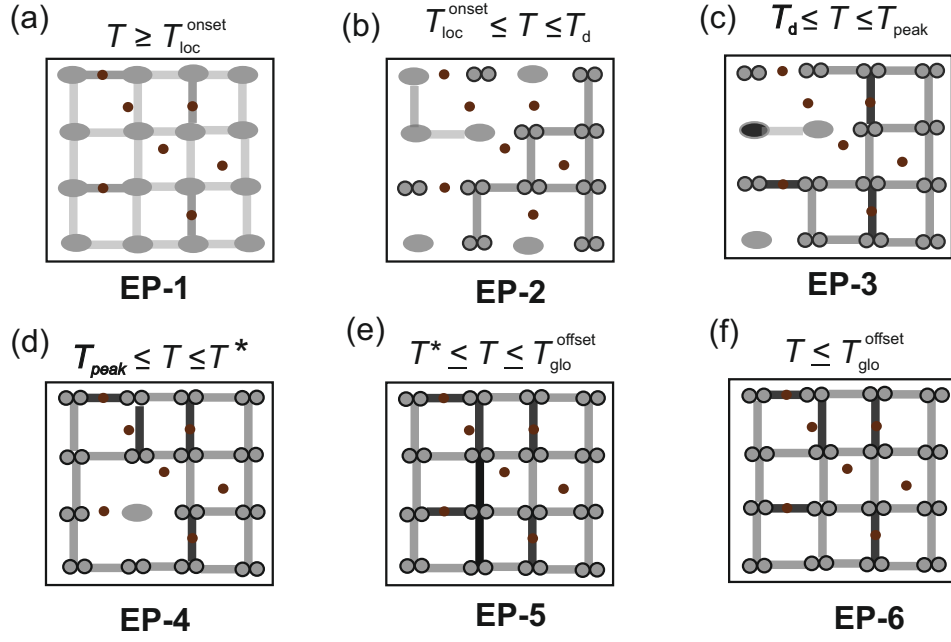 (a)
T ≥ T_loc^onset
EP-1
(b)
T_loc^onset ≤ T ≤ T_d
EP-2
(c)
T_d ≤ T ≤ T_peak
EP-3
(d)
T_peak ≤ T ≤ T*
EP-4
(e)
T* ≤ T ≤ T_glo^offset
EP-5
(f)
T ≤ T_glo^offset
EP-6